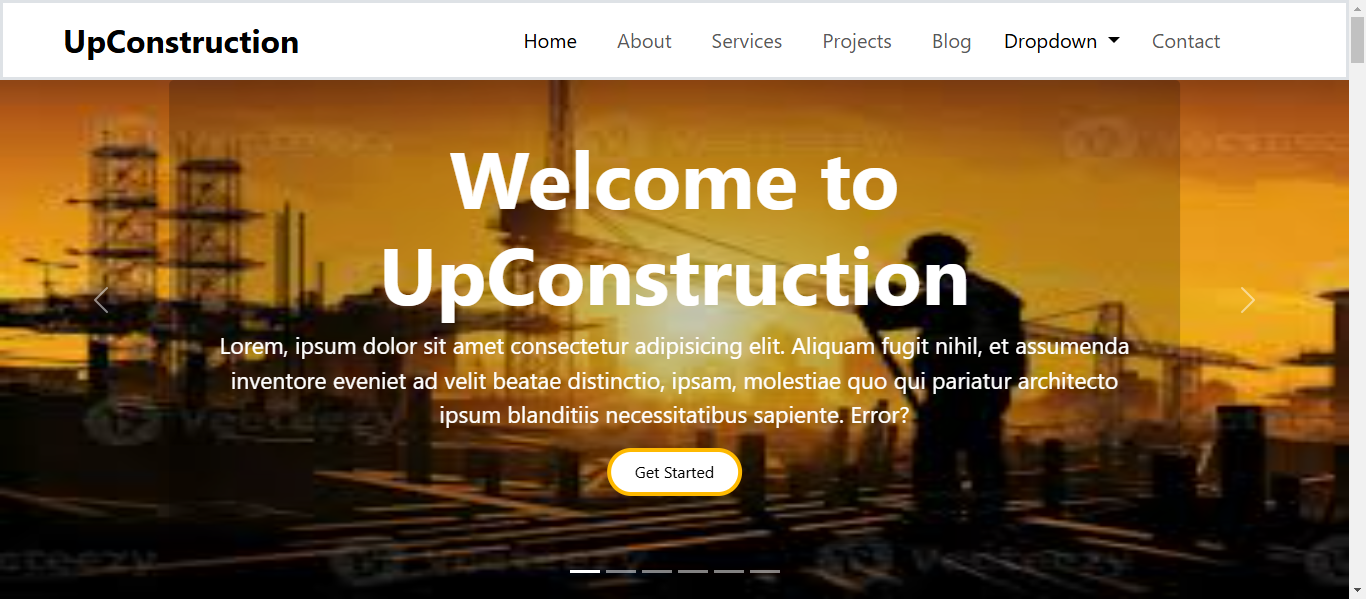 UpConstruction Home About Services Projects Blog Dropdown Contact
Welcome to
UpConstruction
Lorem, ipsum dolor sit amet consectetur adipisicing elit. Aliquam fugit nihil, et assumenda
inventore eveniet ad velit beatae distinctio, ipsam, molestiae quo qui pariatur architecto
ipsum blanditiis necessitatibus sapiente. Error?
Get Started